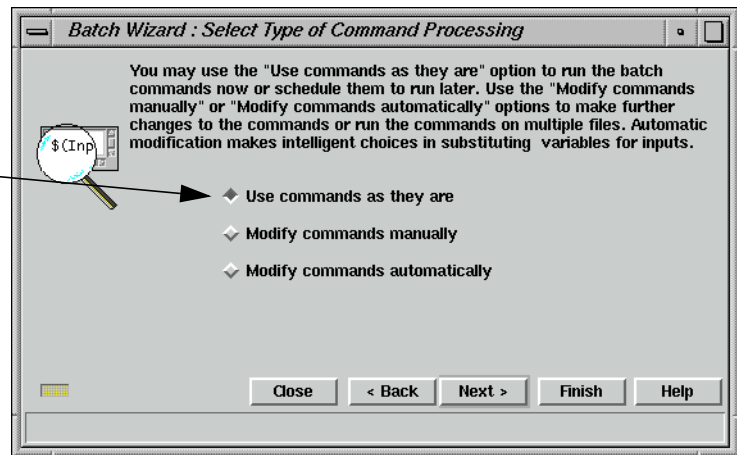 Batch Wizard : Select Type of Command Processing
You may use the "Use commands as they are" option to run the batch
commands now or schedule them to run later. Use the "Modify commands
manually" or "Modify commands automatically" options to make further
changes to the commands or run the commands on multiple files. Automatic
modification makes intelligent choices in substituting variables for inputs.
$(Inp
Use commands as they are
Modify commands manually
Modify commands automatically
Close
< Back
Next >
Finish
Help